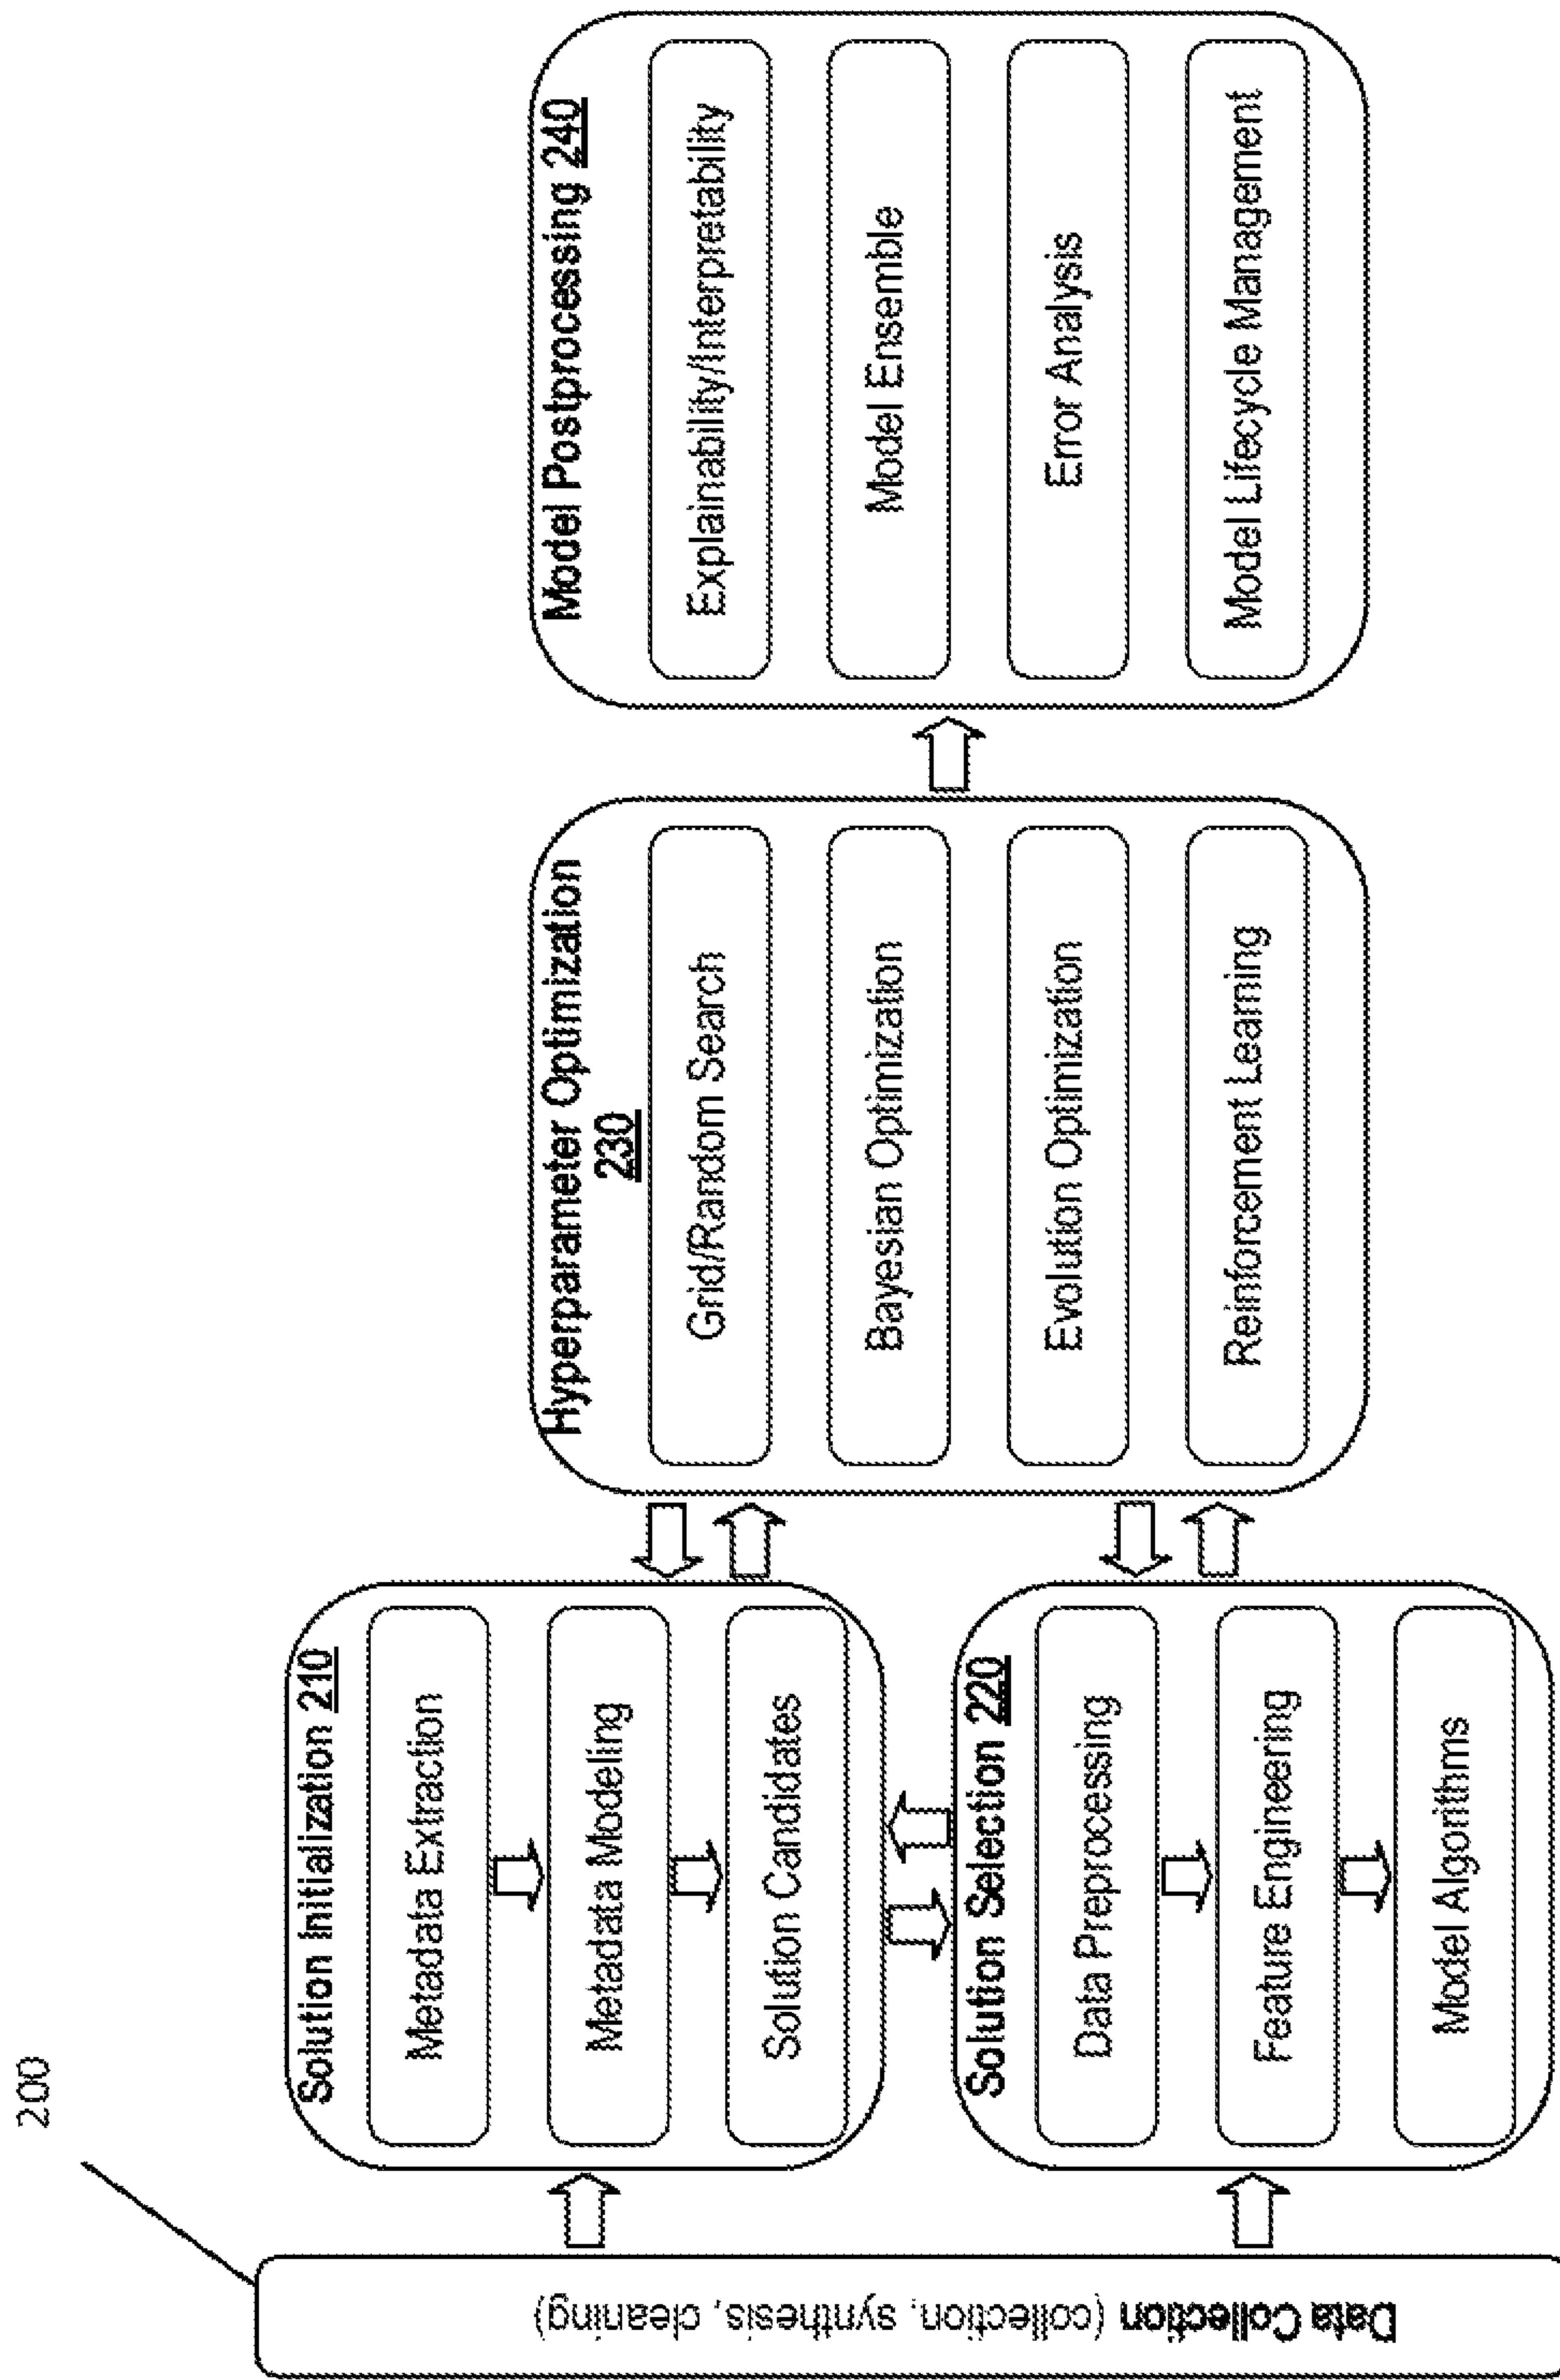 200
Data Collection (collection, synthesis, cleaning)
Solution Initialization 210
Metadata Extraction
Metadata Modeling
Solution Candidates
Solution Selection 220
Data Preprocessing
Feature Engineering
Model Algorithms
Hyperparameter Optimization
230
Grid/Random Search
Bayesian Optimization
Evolution Optimization
Reinforcement Learning
Model Postprocessing 240
Explainability/Interpretability
Model Ensemble
Error Analysis
Model Lifecycle Management